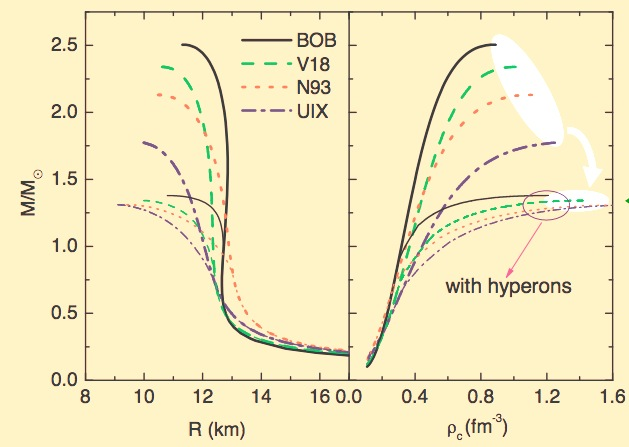 2.5
2.0
1.5
1.0
0.5
0.0
M/M☉
BOB
V18
N93
UIX
with hyperons
8 10 12 14 16 0.0 0.4 0.8 1.2 1.6
R (km)
ρc(fm-3)